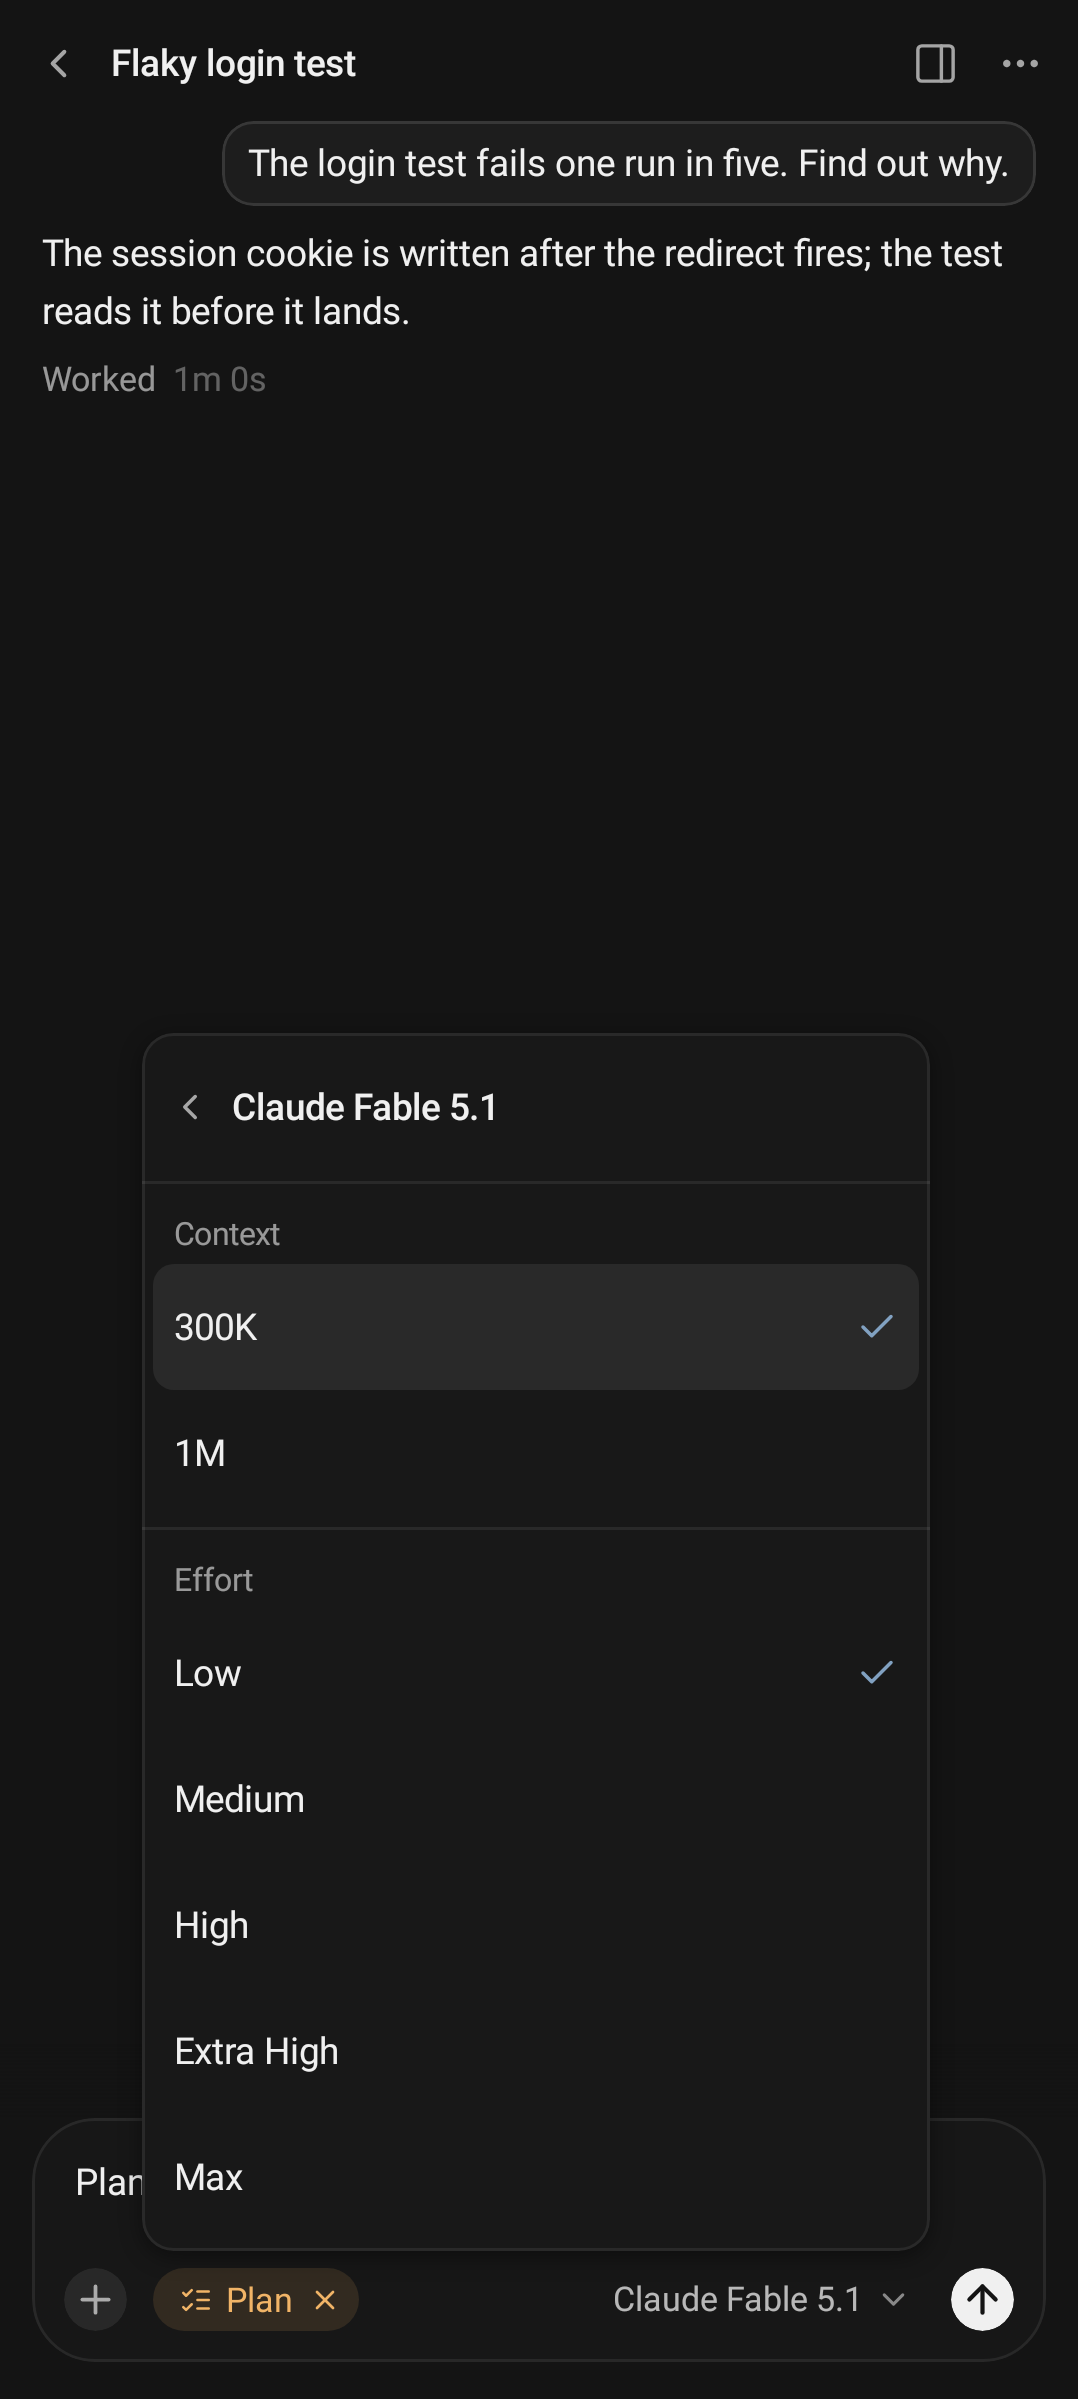 Flaky login test
The login test fails one run in five. Find out why.
The session cookie is written after the redirect fires; the test
reads it before it lands.
Worked 1m 0s
Claude Fable 5.1
Context
300K
1M
Effort
Low
Medium
High
Extra High
Max
Plan
Plan
Claude Fable 5.1